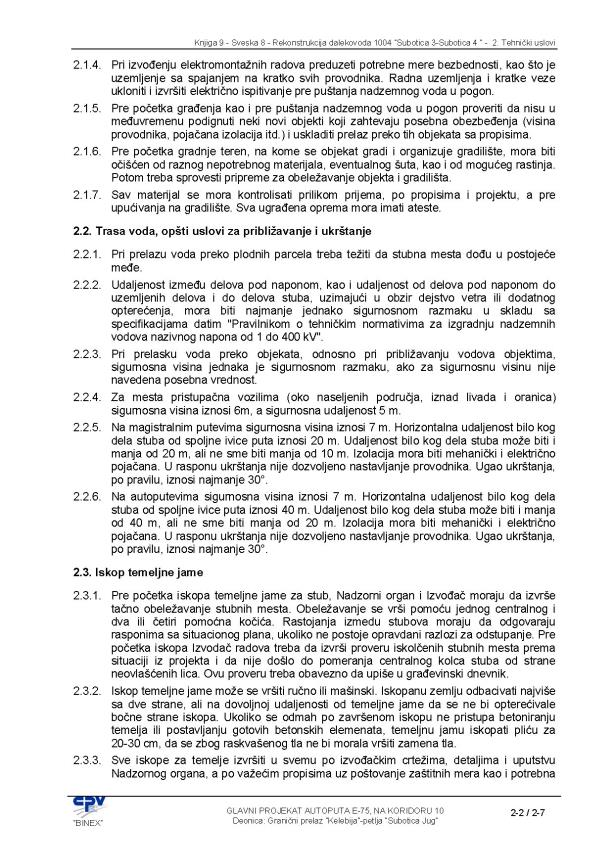 Knjiga 9 - Sveska 8 - Rekonstrukcija dalekovoda 1004 "Subotica 3-Subotica 4 " -  2. Tehnički uslovi
2.1.4. Pri izvođenju elektromontažnih radova preduzeti potrebne mere bezbednosti, kao što je
uzemljenje sa spajanjem na kratko svih provodnika. Radna uzemljenja i kratke veze
ukloniti i izvršiti električno ispitivanje pre puštanja nadzemnog voda u pogon.
2.1.5. Pre početka građenja kao i pre puštanja nadzemnog voda u pogon proveriti da nisu u
međuvremenu podignuti neki novi objekti koji zahtevaju posebna obezbeđenja (visina
provodnika, pojačana izolacija itd.) i uskladiti prelaz preko tih objekata sa propisima.
2.1.6. Pre početka gradnje teren, na kome se objekat gradi i organizuje gradilište, mora biti
očišćen od raznog nepotrebnog materijala, eventualnog šuta, kao i od mogućeg rastinja.
Potom treba sprovesti pripreme za obeležavanje objekta i gradilišta.
2.1.7. Sav materijal se mora kontrolisati prilikom prijema, po propisima i projektu, a pre
upućivanja na gradilište. Sva ugrađena oprema mora imati ateste.
2.2. Trasa voda, opšti uslovi za približavanje i ukrštanje
2.2.1. Pri prelazu voda preko plodnih parcela treba težiti da stubna mesta dođu u postojeće
međe.
2.2.2. Udaljenost između delova pod naponom, kao i udaljenost od delova pod naponom do
uzemljenih delova i do delova stuba, uzimajući u obzir dejstvo vetra ili dodatnog
opterećenja, mora biti najmanje jednako sigurnosnom razmaku u skladu sa
specifikacijama datim "Pravilnikom o tehničkim normativima za izgradnju nadzemnih
vodova nazivnog napona od 1 do 400 kV".
2.2.3. Pri prelasku voda preko objekata, odnosno pri približavanju vodova objektima,
sigurnosna visina jednaka je sigurnosnom razmaku, ako za sigurnosnu visinu nije
navedena posebna vrednost.
2.2.4. Za mesta pristupačna vozilima (oko naseljenih područja, iznad livada i oranica)
sigurnosna visina iznosi 6m, a sigurnosna udaljenost 5 m.
2.2.5. Na magistralnim putevima sigurnosna visina iznosi 7 m. Horizontalna udaljenost bilo kog
dela stuba od spoljne ivice puta iznosi 20 m. Udaljenost bilo kog dela stuba može biti i
manja od 20 m, ali ne sme biti manja od 10 m. Izolacija mora biti mehanički i električno
pojačana. U rasponu ukrštanja nije dozvoljeno nastavljanje provodnika. Ugao ukrštanja,
po pravilu, iznosi najmanje 30°.
2.2.6. Na autoputevima sigurnosna visina iznosi 7 m. Horizontalna udaljenost bilo kog dela
stuba od spoljne ivice puta iznosi 40 m. Udaljenost bilo kog dela stuba može biti i manja
od 40 m, ali ne sme biti manja od 20 m. Izolacija mora biti mehanički i električno
pojačana. U rasponu ukrštanja nije dozvoljeno nastavljanje provodnika. Ugao ukrštanja,
po pravilu, iznosi najmanje 30°.
2.3. Iskop temeljne jame
2.3.1. Pre početka iskopa temeljne jame za stub, Nadzorni organ i Izvođač moraju da izvrše
tačno obeležavanje stubnih mesta. Obeležavanje se vrši pomoću jednog centralnog i
dva ili četiri pomoćna kočića. Rastojanja između stubova moraju da odgovaraju
rasponima sa situacionog plana, ukoliko ne postoje opravdani razlozi za odstupanje. Pre
početka iskopa Izvođač radova treba da izvrši proveru iskolčenih stubnih mesta prema
situaciji iz projekta i da nije došlo do pomeranja centralnog kolca stuba od strane
neovlašćenih lica. Ovu proveru treba obavezno da upiše u građevinski dnevnik.
2.3.2. Iskop temeljne jame može se vršiti ručno ili mašinski. Iskopanu zemlju odbacivati najviše
sa dve strane, ali na dovoljnoj udaljenosti od temeljne jame da se ne bi opterećivale
bočne strane iskopa. Ukoliko se odmah po završenom iskopu ne pristupa betoniranju
temelja ili postavljanju gotovih betonskih elemenata, temeljnu jamu iskopati pliću za
20-30 cm, da se zbog raskvašenog tla ne bi morala vršiti zamena tla.
2.3.3. Sve iskope za temelje izvršiti u svemu po izvođačkim crtežima, detaljima i uputstvu
Nadzornog organa, a po važećim propisima uz poštovanje zaštitnih mera kao i potrebna
CPV
"BINEX"
GLAVNI PROJEKAT AUTOPUTA E-75, NA KORIDORU 10
Deonica: Granični prelaz "Kelebija"-petlja "Subotica Jug"
2-2 / 2-7